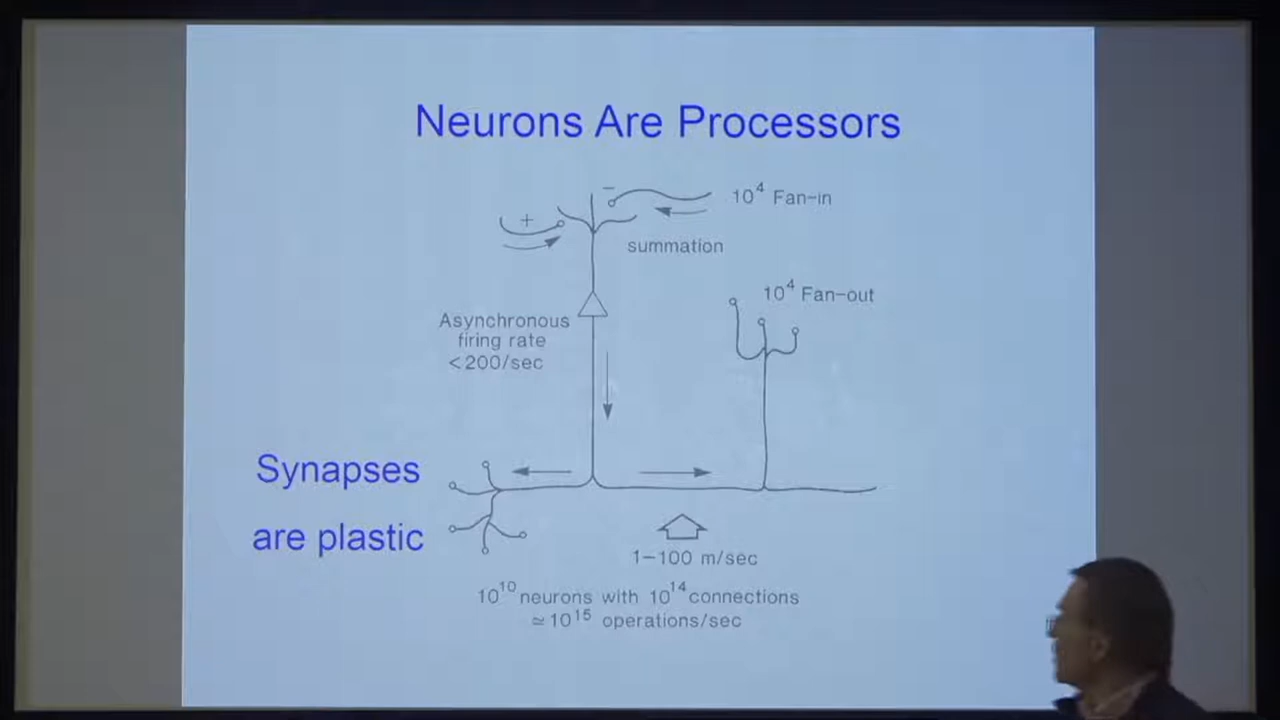 Neurons Are Processors
−
10⁴ Fan-in
+
summation
10⁴ Fan-out
Asynchronous
firing rate
<200/sec
Synapses
are plastic
1-100 m/sec
10¹⁰ neurons with 10¹⁴ connections
≃10¹⁵ operations/sec